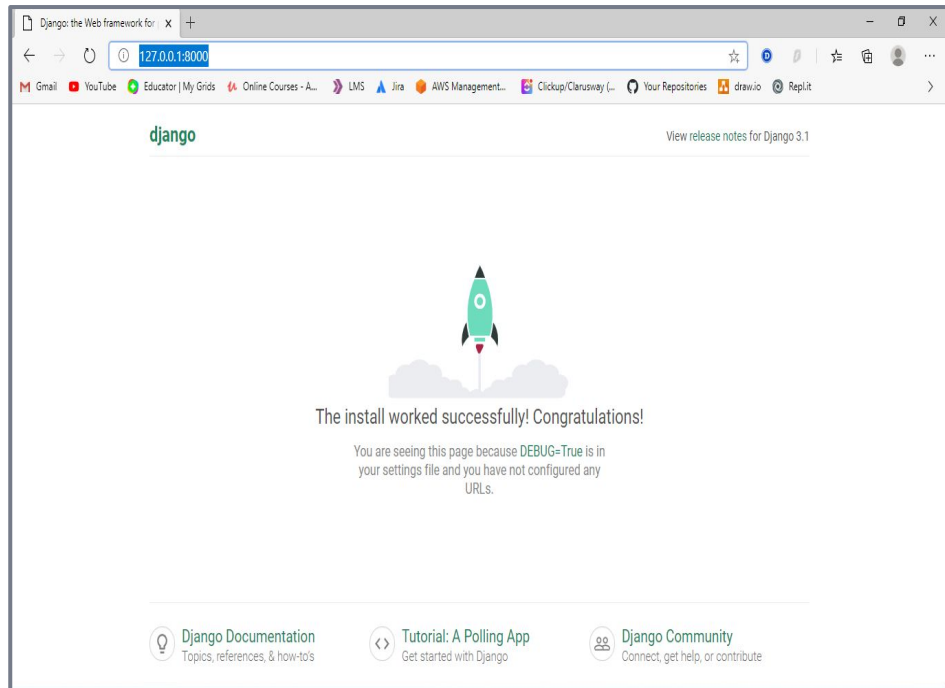 Django: the Web framework for
127.0.0.1:8000
Gmail YouTube Educator | My Grids Online Courses - A... LMS Jira AWS Management... Clickup/Clarusway (... Your Repositories draw.io Repl.it
django
View release notes for Django 3.1
The install worked successfully! Congratulations!
You are seeing this page because DEBUG=True is in
your settings file and you have not configured any
URLs.
Django Documentation
Topics, references, & how-to's
Tutorial: A Polling App
Get started with Django
Django Community
Connect, get help, or contribute